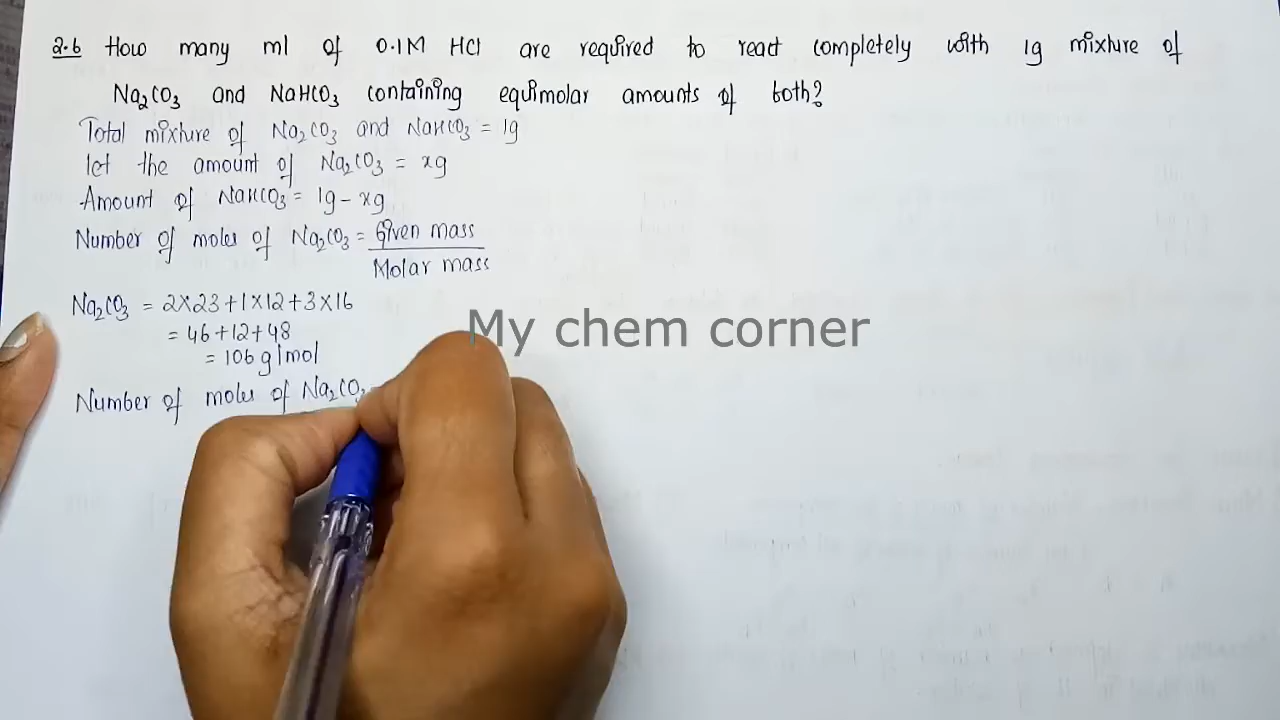 2.6 How many ml of 0.1M HCl are required to react completely with 1g mixture of
Na2CO3 and NaHCO3 containing equimolar amounts of both?
Total mixture of Na2CO3 and NaHCO3 = 1g
let the amount of Na2CO3 = xg
Amount of NaHCO3 = 1g - xg
Number of moles of Na2CO3 = Given mass
Molar mass
Na2CO3 = 2×23+1×12+3×16
= 46+12+48
= 106 g/mol
My chem corner
Number of moles of Na2CO3